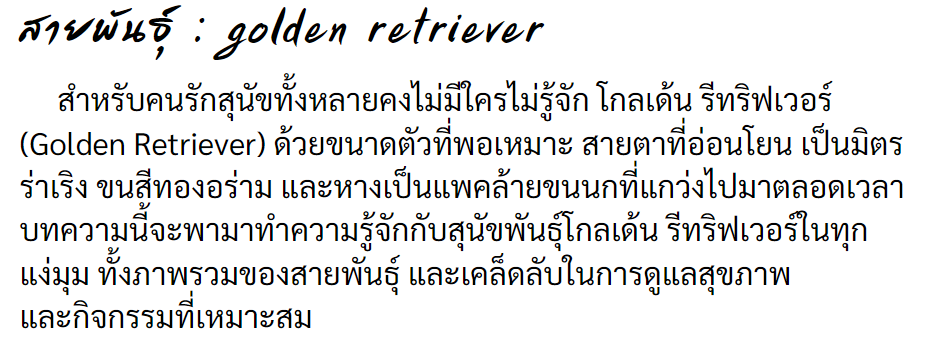 สายพันธุ์ : golden retriever
สำหรับคนรักสุนัขทั้งหลายคงไม่มีใครไม่รู้จัก โกลเด้น รีทริฟเวอร์
(Golden Retriever) ด้วยขนาดตัวที่พอเหมาะ สายตาที่อ่อนโยน เป็นมิตร
ร่าเริง ขนสีทองอร่าม และหางเป็นแพคล้ายขนนกที่แกว่งไปมาตลอดเวลา
บทความนี้จะพามาทำความรู้จักกับสุนัขพันธุ์โกลเด้น รีทริฟเวอร์ในทุก
แง่มุม ทั้งภาพรวมของสายพันธุ์ และเคล็ดลับในการดูแลสุขภาพ
และกิจกรรมที่เหมาะสม